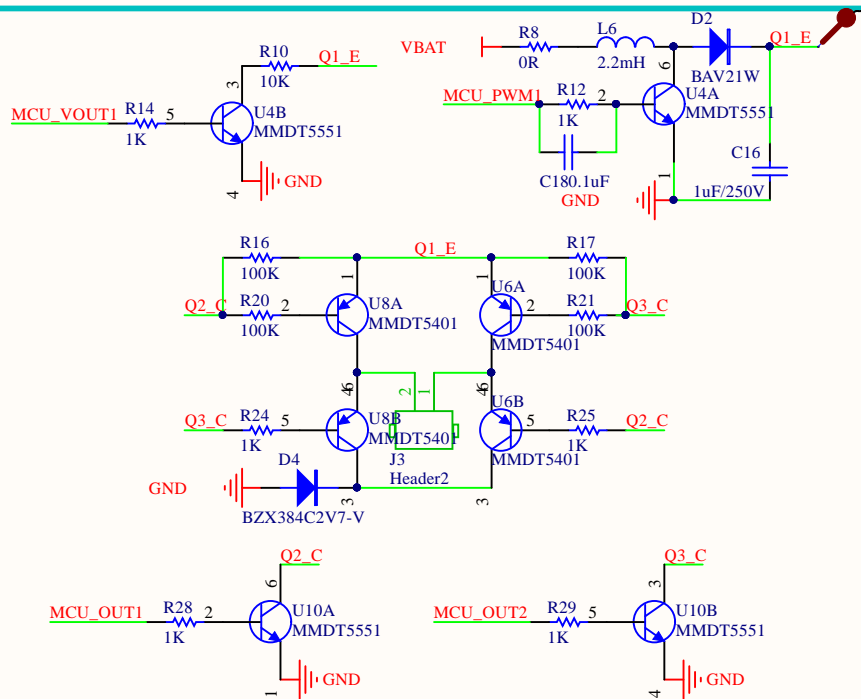 R10
Q1_E
10K
3
MCU_VOUT1
R14
5
1K
U4B
MMDT5551
4
GND
VBAT
R8
0R
L6
2.2mH
D2
Q1_E
BAV21W
6
MCU_PWM1
R12
2
1K
U4A
MMDT5551
C16
1uF/250V
C180.1uF
1
GND
R16
100K
Q1_E
R17
100K
1
1
Q2_C
R20
2
100K
U8A
MMDT5401
U6A
2
MMDT5401
R21
100K
Q3_C
46
2
1
46
Q3_C
R24
5
1K
U8B
MMDT5401
U6B
5
MMDT5401
R25
1K
Q2_C
J3
Header2
D4
GND
BZX384C2V7-V
3
3
Q2_C
6
MCU_OUT1
R28
2
1K
U10A
MMDT5551
1
GND
Q3_C
3
MCU_OUT2
R29
5
1K
U10B
MMDT5551
4
GND